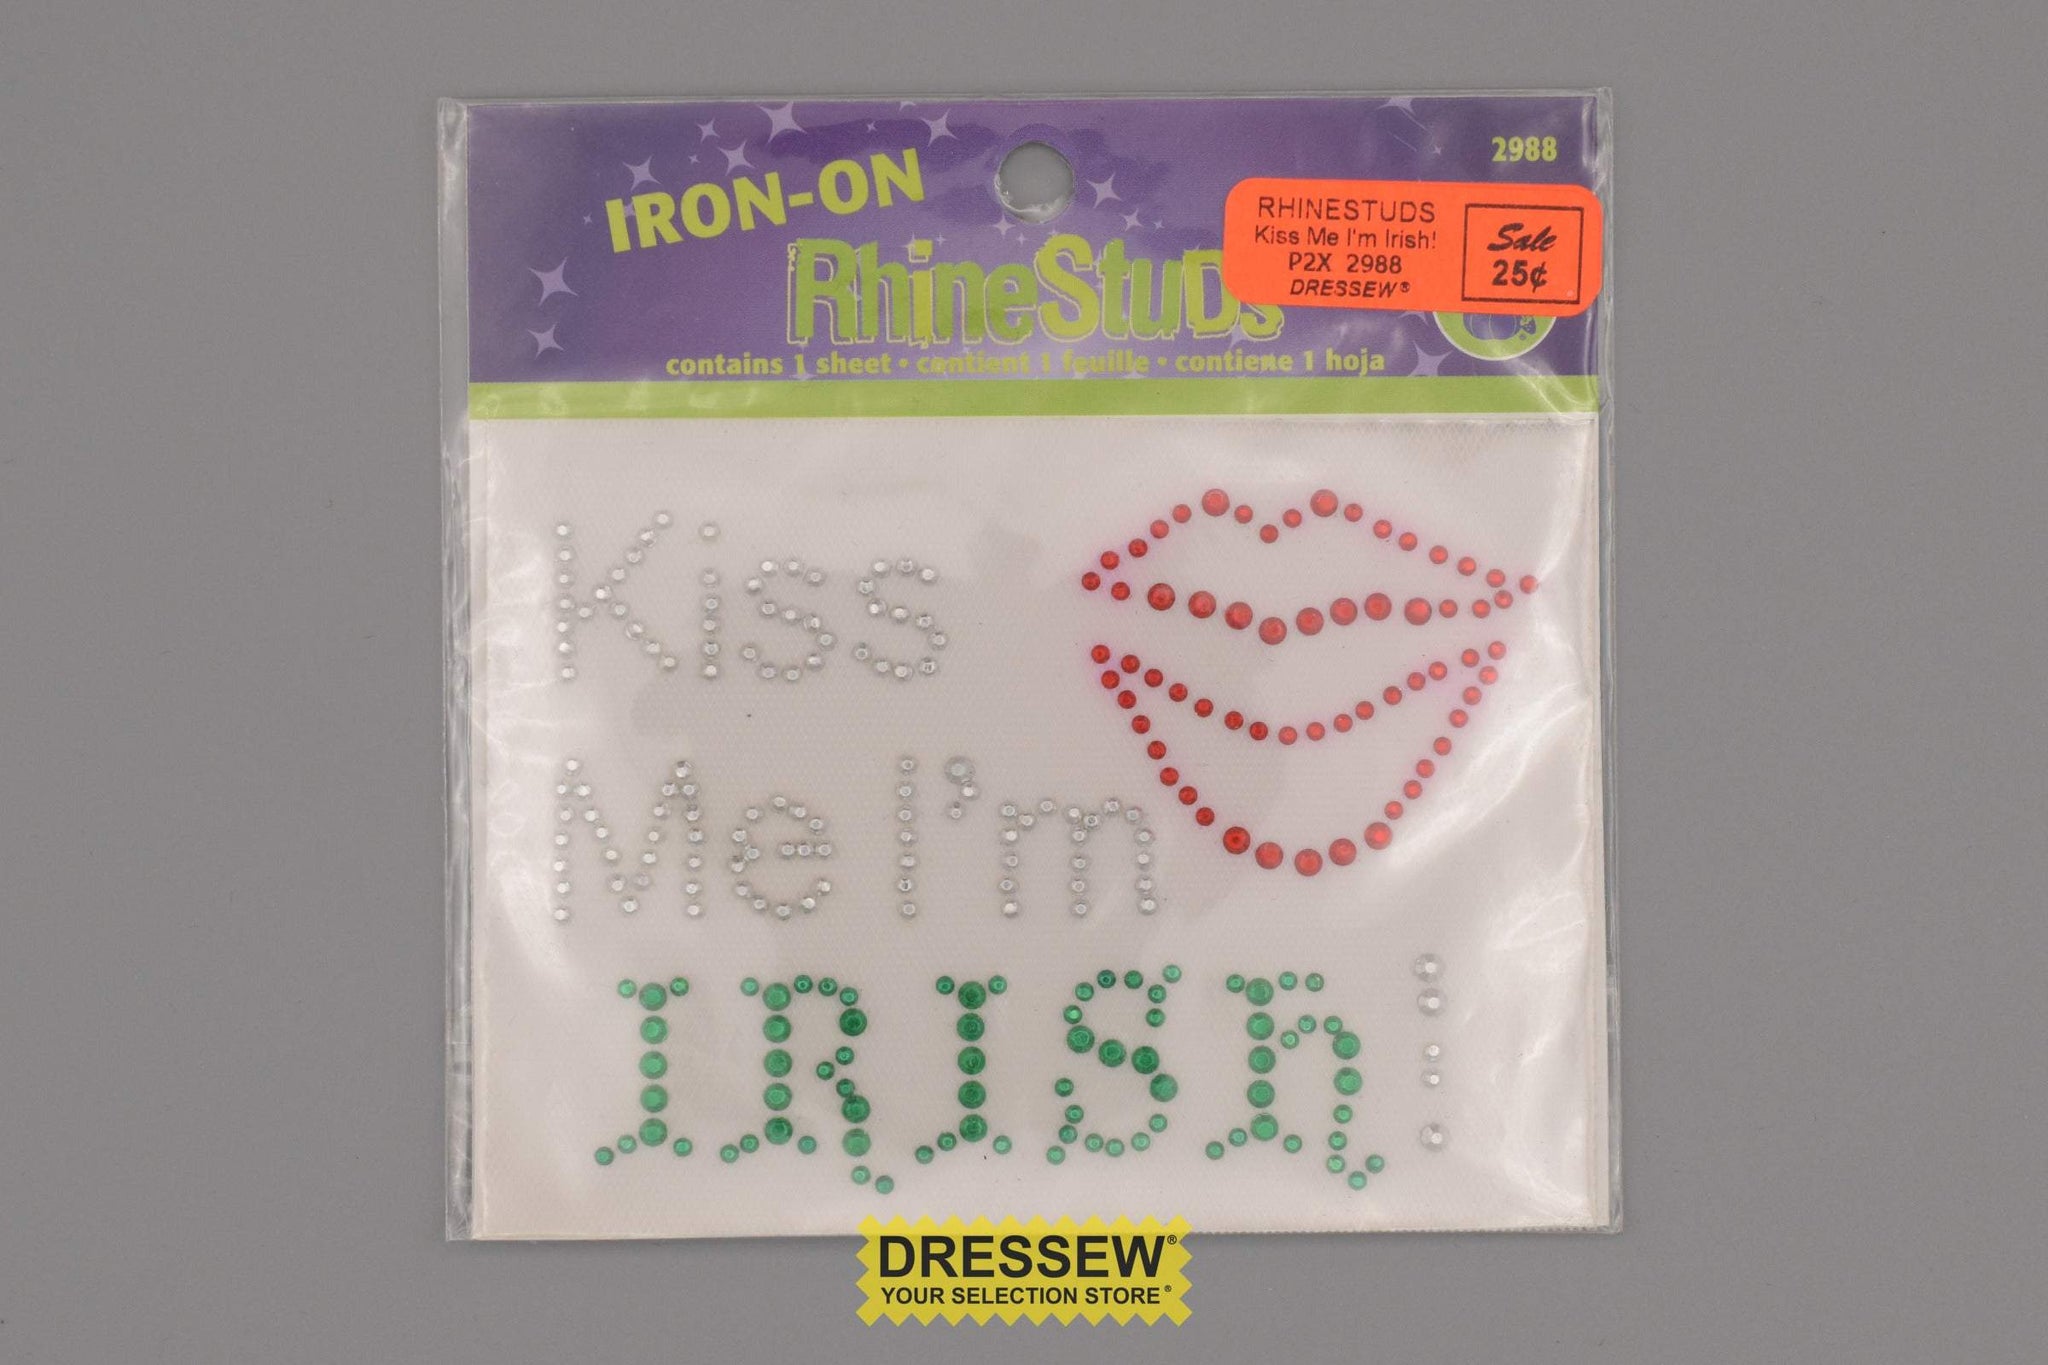 IRON-ON
2988
RhineStuds
contains 1 sheet • contient 1 feuille • contiene 1 hoja
RHINESTUDS
Kiss Me I'm Irish!
P2X 2988
DRESSEW®
Sale
25¢
Kiss
Me I'm
IRISh!
DRESSEW®
YOUR SELECTION STORE®